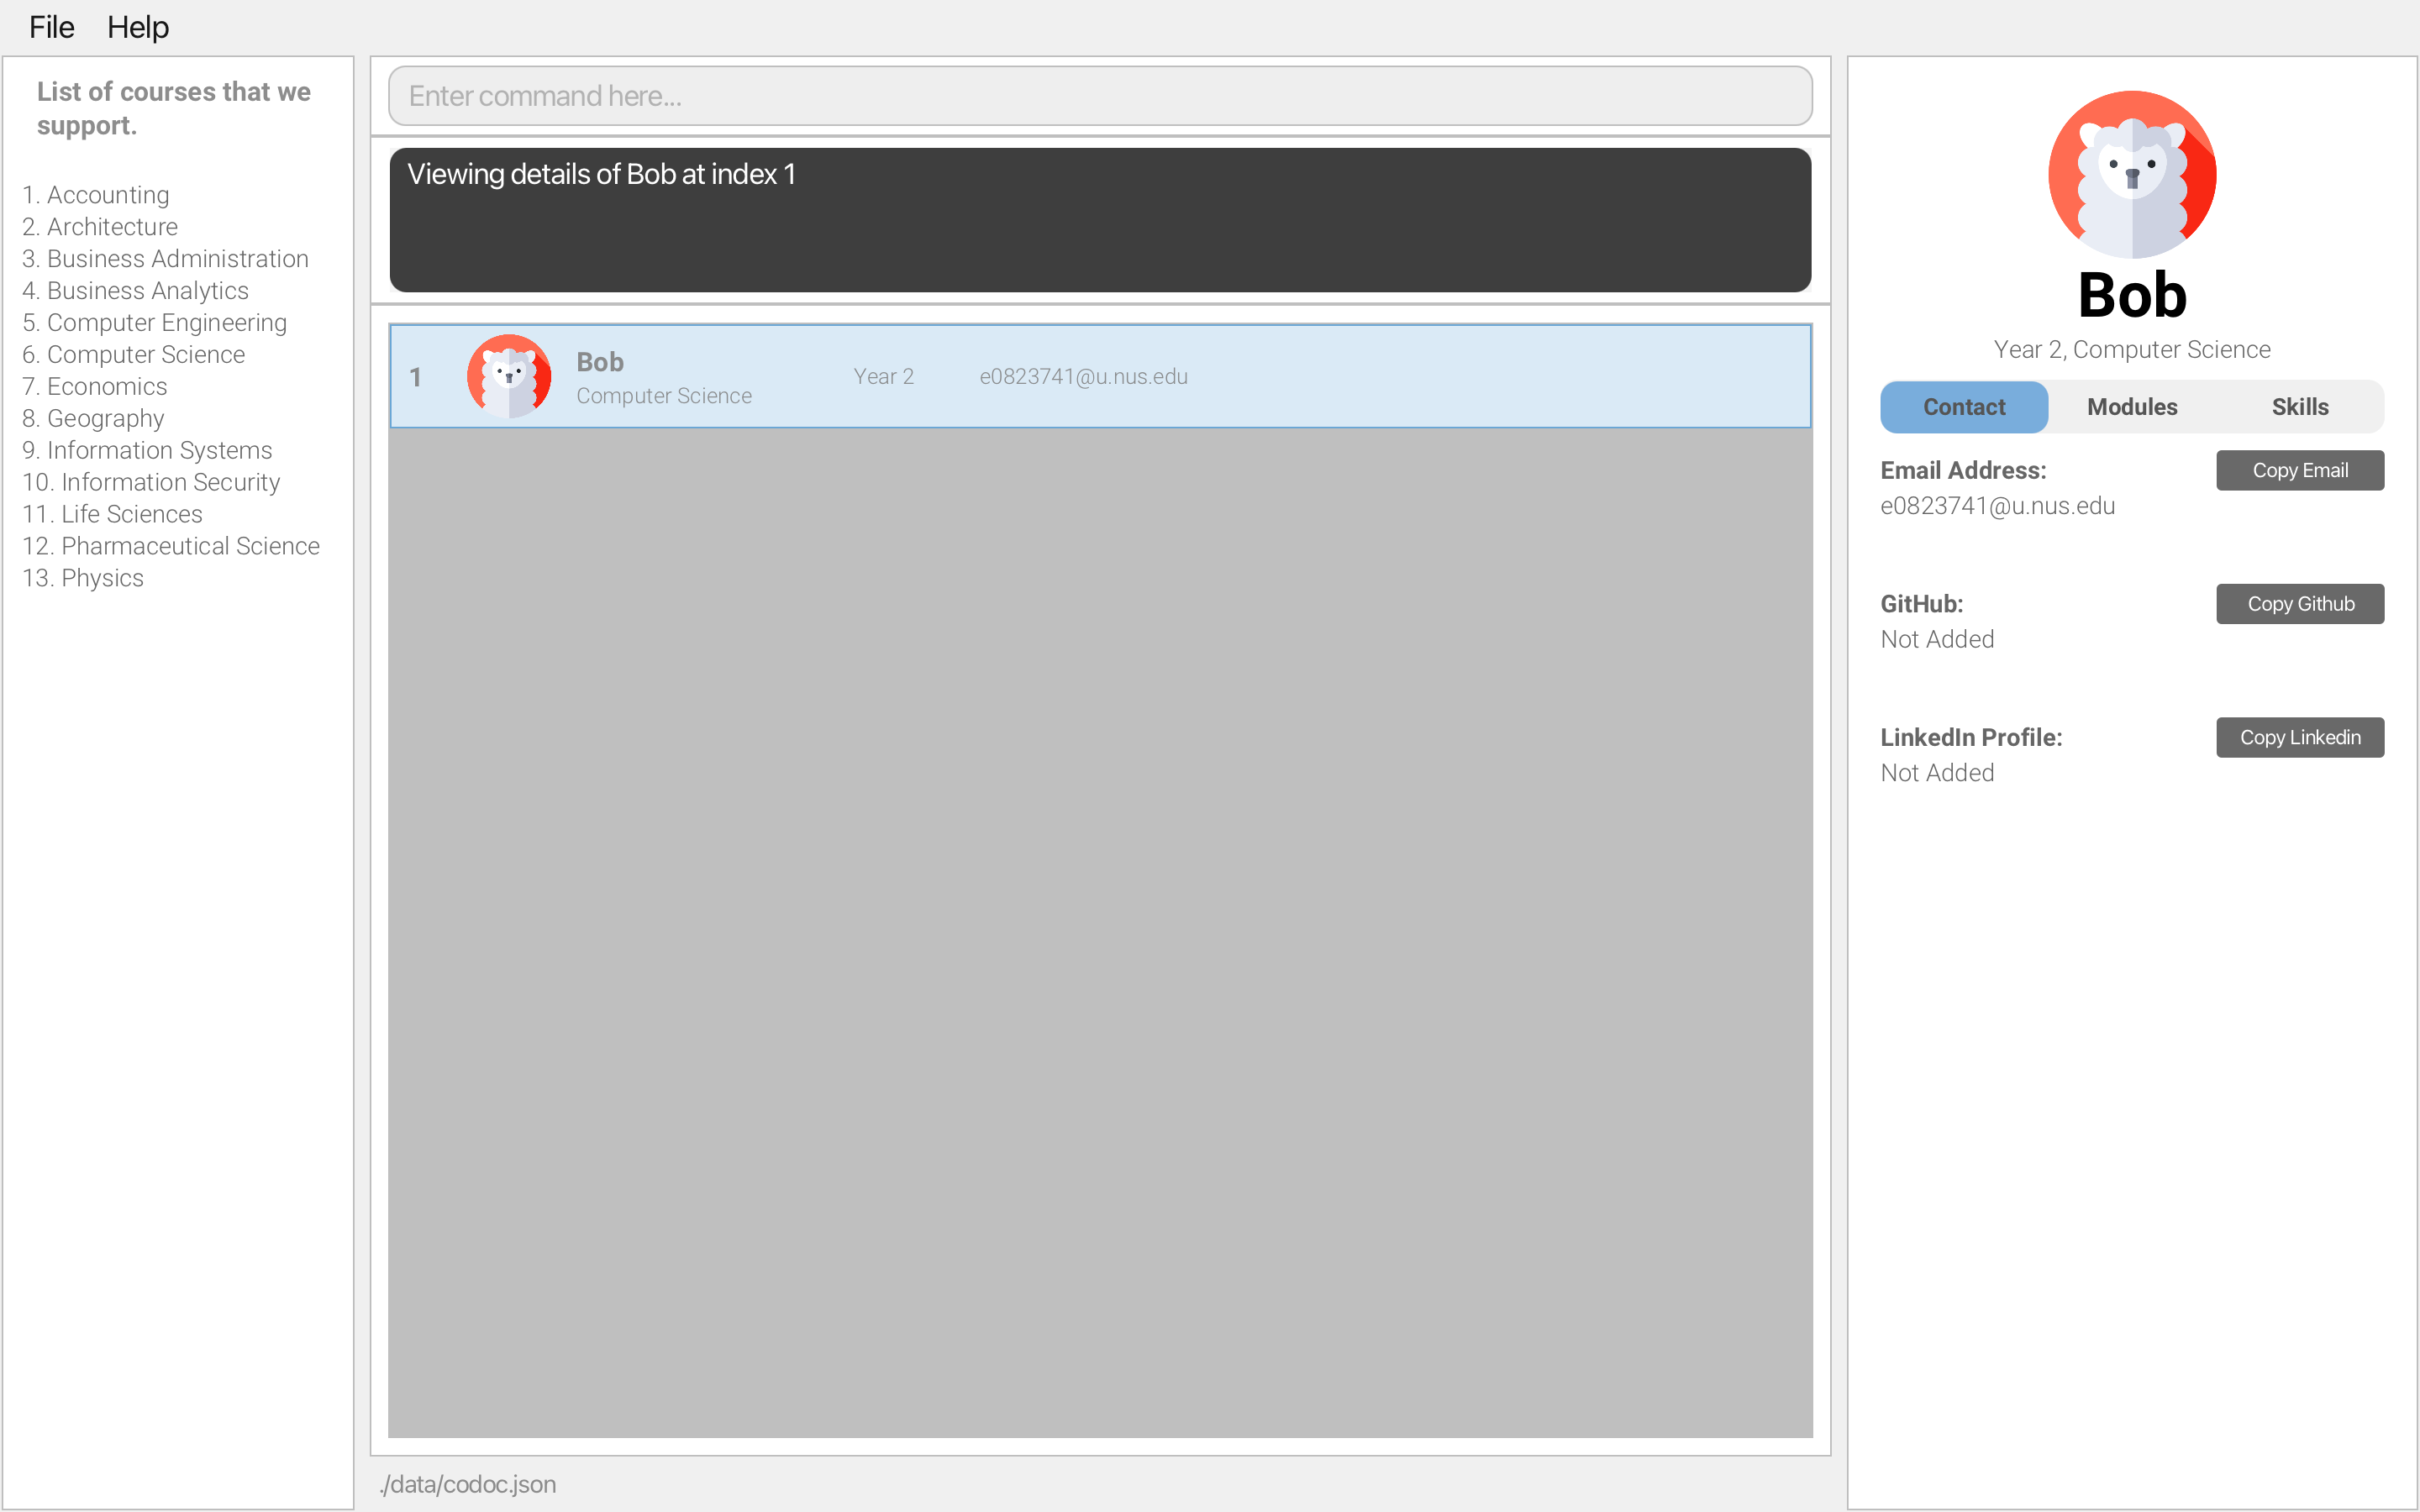 File Help
List of courses that we
support.
1. Accounting
2. Architecture
3. Business Administration
4. Business Analytics
5. Computer Engineering
6. Computer Science
7. Economics
8. Geography
9. Information Systems
10. Information Security
11. Life Sciences
12. Pharmaceutical Science
13. Physics
Enter command here...
Viewing details of Bob at index 1
1 Bob Year 2 e0823741@u.nus.edu
Computer Science
./data/codoc.json
Bob
Year 2, Computer Science
Contact Modules Skills
Email Address: Copy Email
e0823741@u.nus.edu
GitHub: Copy Github
Not Added
LinkedIn Profile: Copy Linkedin
Not Added